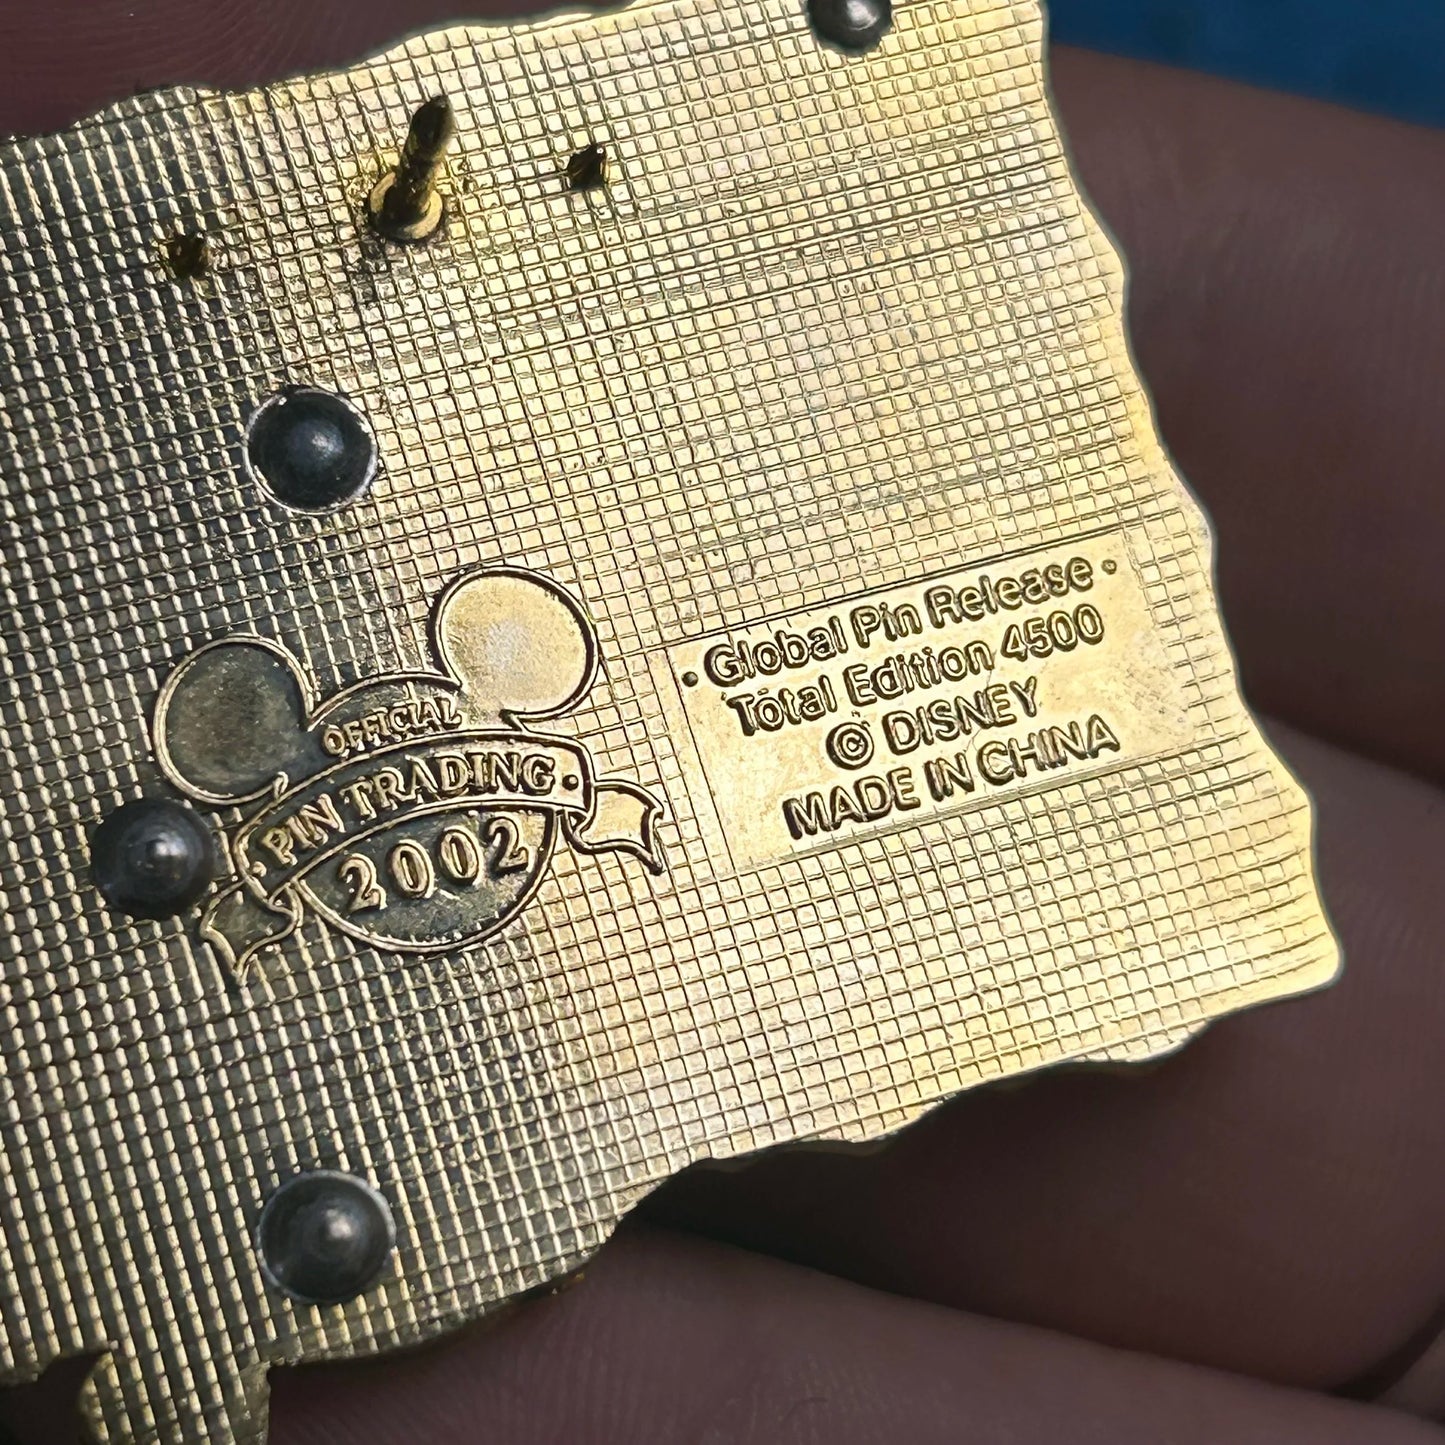 OFFICIAL
· PIN TRADING ·
2002
· Global Pin Release ·
Total Edition 4500
© DISNEY
MADE IN CHINA